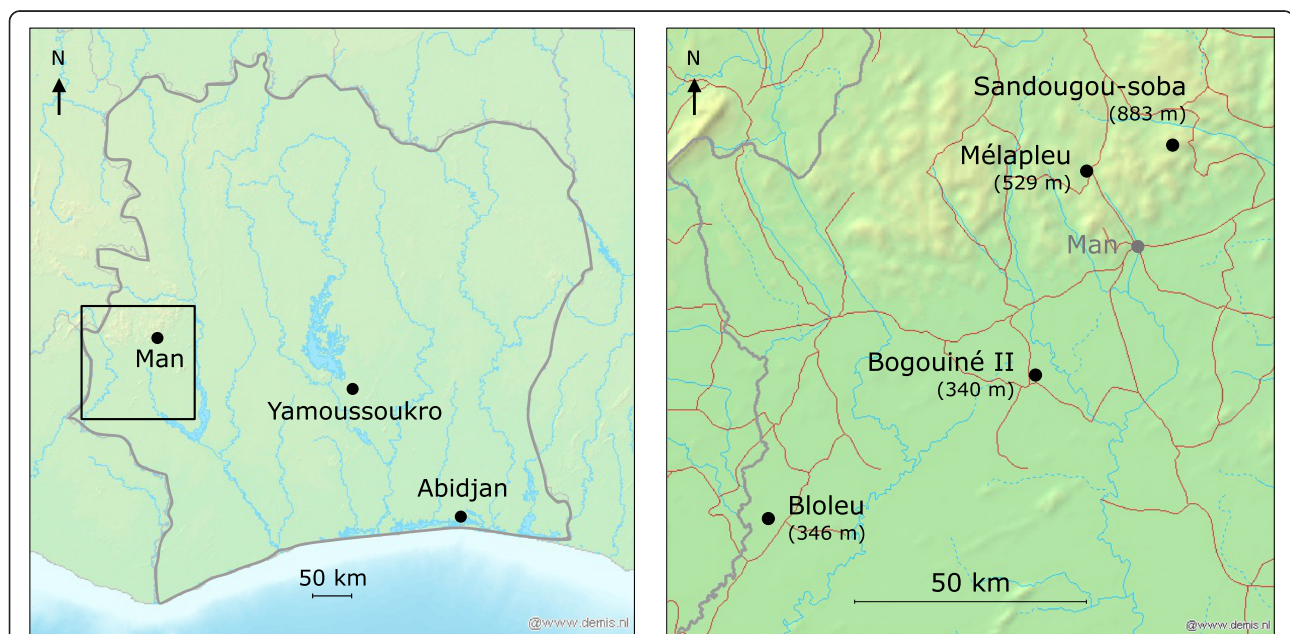 N
Man
Yamoussoukro
Abidjan
50 km
@www.demis.nl
N
Sandougou-soba
(883 m)
Mélapleu
(529 m)
Man
Bogouiné II
(340 m)
Bloleu
(346 m)
50 km
@www.demis.nl